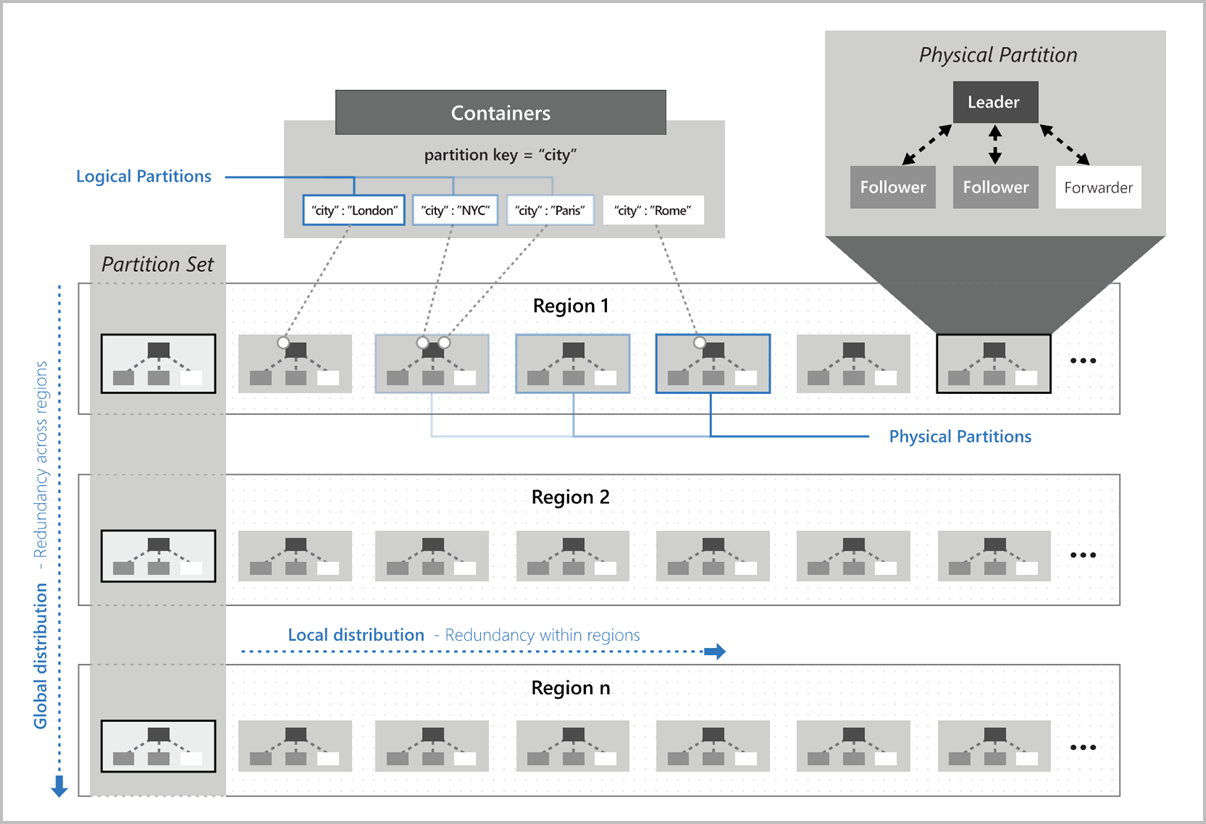 Physical Partition
Leader
Follower
Follower
Forwarder
Containers
partition key = “city”
Logical Partitions
“city” : “London”
“city” : “NYC”
“city” : “Paris”
“city” : “Rome”
Partition Set
Region 1
•••
Physical Partitions
Region 2
•••
Local distribution - Redundancy within regions
Region n
•••
Global distribution - Redundancy across regions